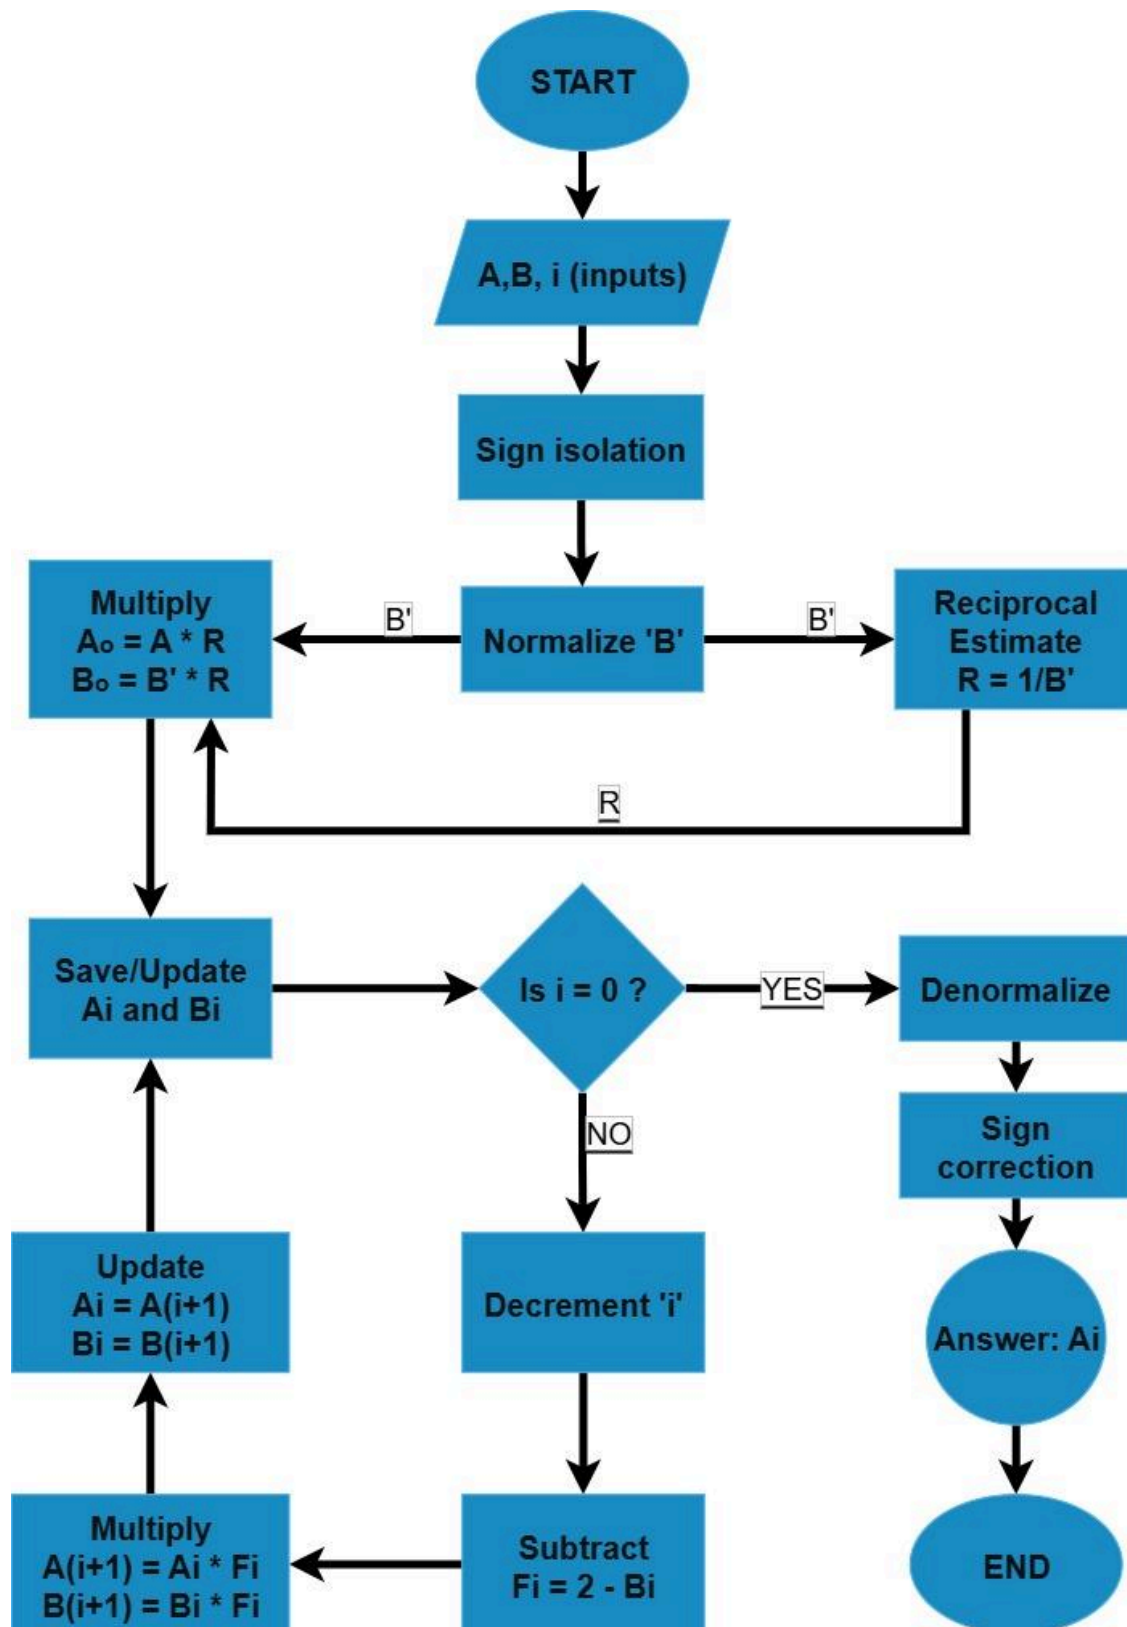 START
A,B, i (inputs)
Sign isolation
Multiply
Ao = A * R
Bo = B' * R
B'
Normalize 'B'
B'
Reciprocal
Estimate
R = 1/B'
R
Save/Update
Ai and Bi
Is i = 0 ?
YES
Denormalize
NO
Sign
correction
Update
Ai = A(i+1)
Bi = B(i+1)
Decrement 'i'
Answer: Ai
Multiply
A(i+1) = Ai * Fi
B(i+1) = Bi * Fi
Subtract
Fi = 2 - Bi
END